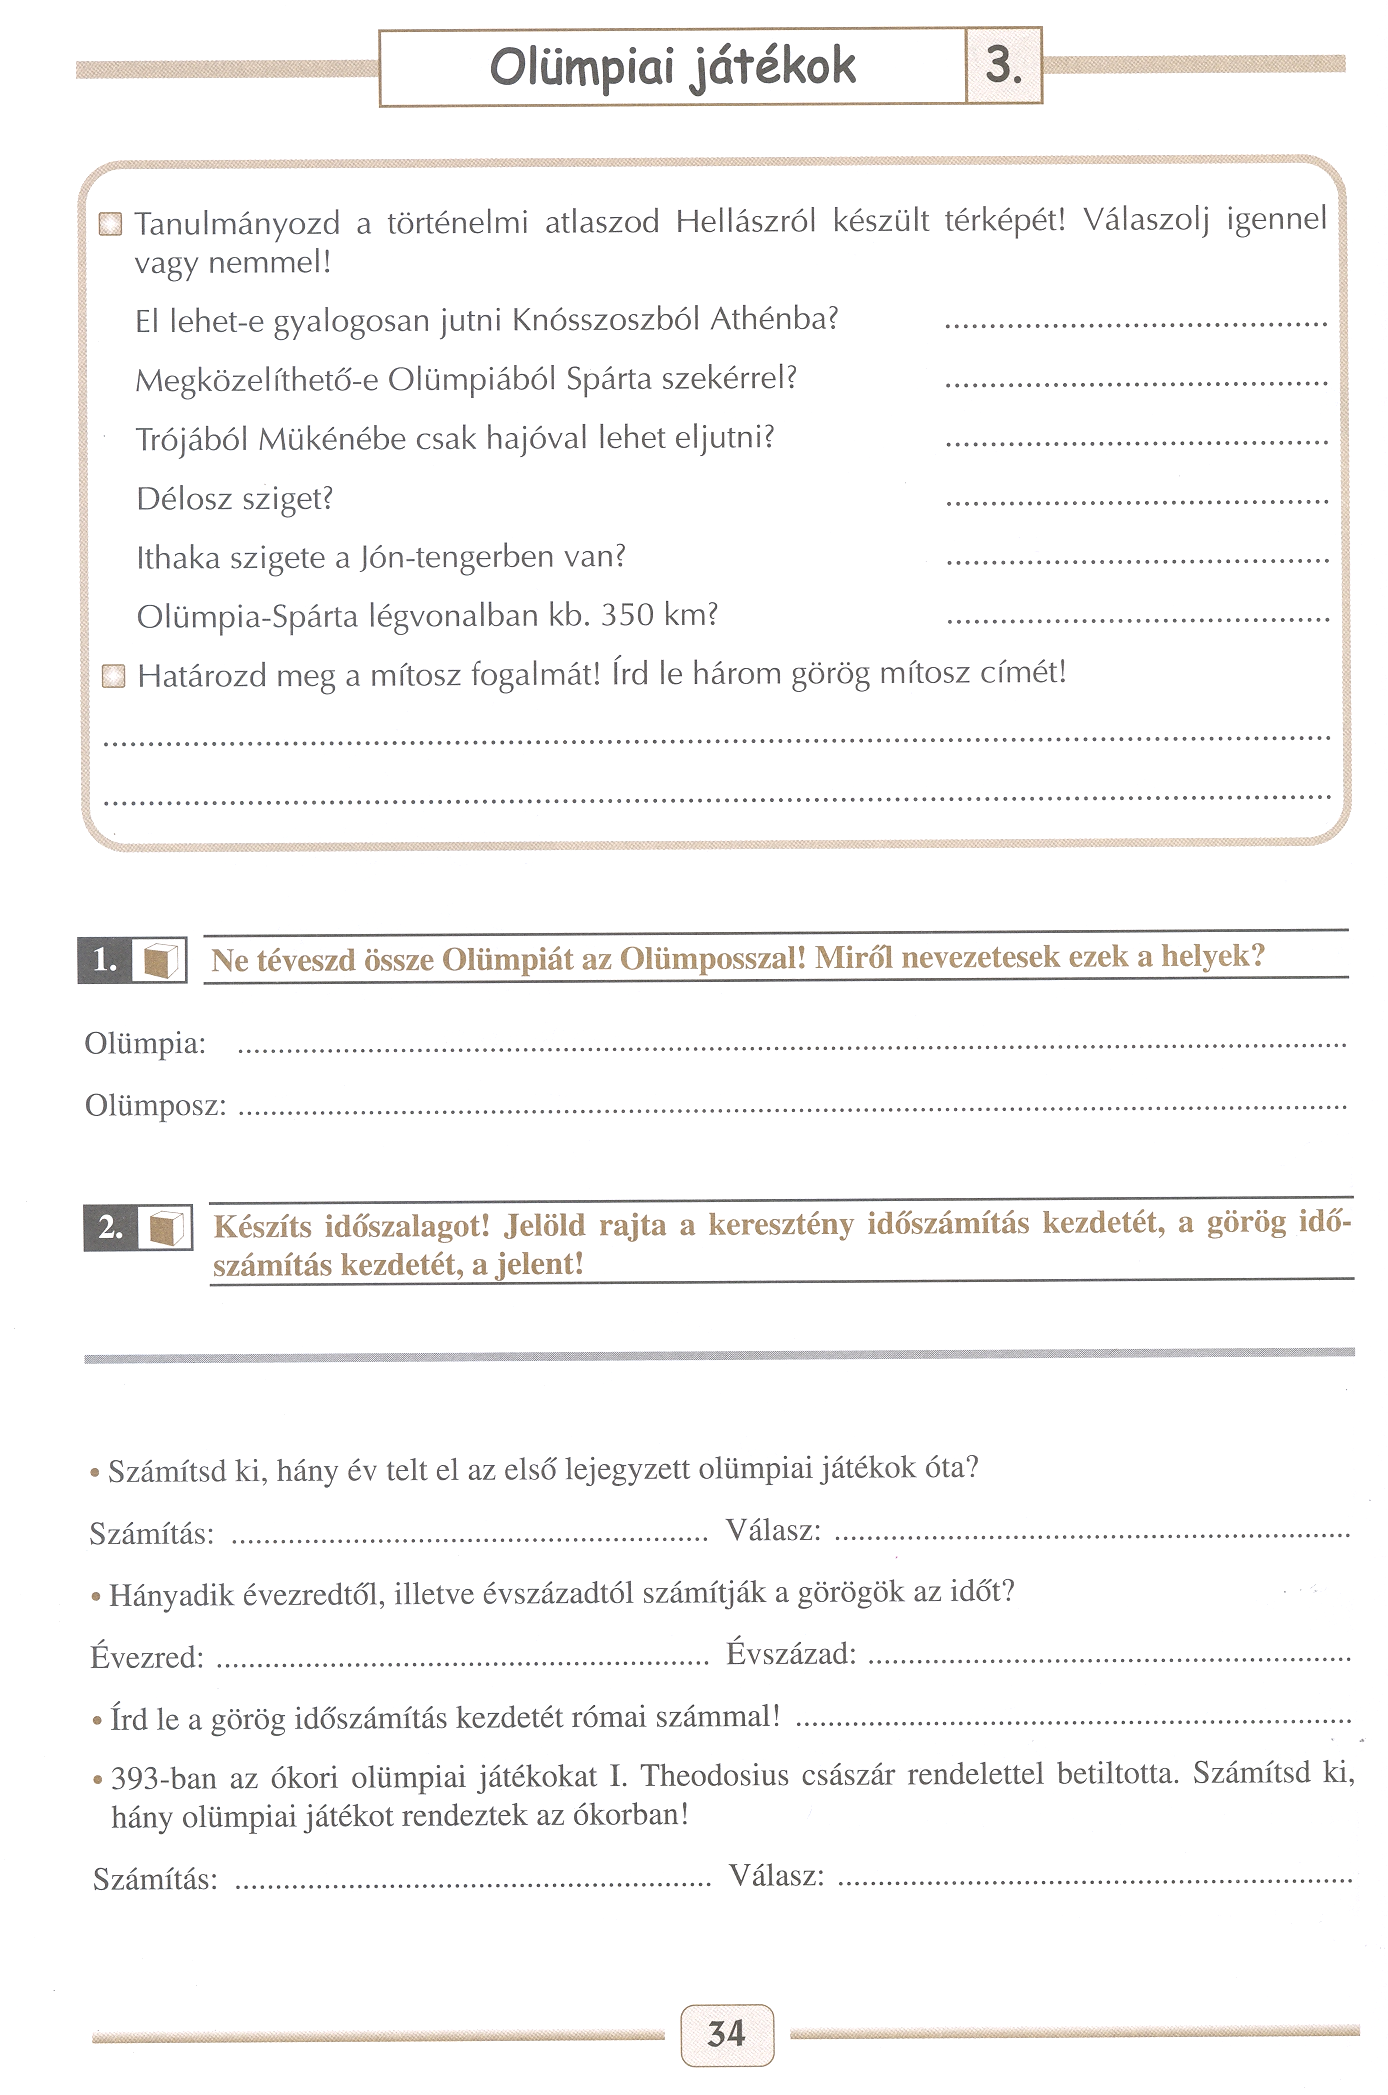 Olümpiai játékok 3.
Tanulmányozd a történelmi atlaszod Hellászról készült térképét! Válaszolj igennel
vagy nemmel!
El lehet-e gyalogosan jutni Knósszoszból Athénba? ..........................................
Megközelíthető-e Olümpiából Spárta szekérrel? ..........................................
Trójából Mükénébe csak hajóval lehet eljutni? ..........................................
Délosz sziget? ..........................................
Ithaka szigete a Jón-tengerben van? ..........................................
Olümpia-Spárta légvonalban kb. 350 km? ..........................................
Határozd meg a mítosz fogalmát! Írd le három görög mítosz címét!
..........................................
..........................................
1. Ne téveszd össze Olümpiát az Olümposszal! Miről nevezetesek ezek a helyek?
Olümpia: ..........................................
Olümposz: ..........................................
2. Készíts időszalagot! Jelöld rajta a keresztény időszámítás kezdetét, a görög idő-
számítás kezdetét, a jelent!
• Számítsd ki, hány év telt el az első lejegyzett olümpiai játékok óta?
Számítás: .......................................... Válasz: ..........................................
• Hányadik évezredtől, illetve évszázadtól számítják a görögök az időt?
Évezred: .......................................... Évszázad: ..........................................
• Írd le a görög időszámítás kezdetét római számmal! ..........................................
• 393-ban az ókori olümpiai játékokat I. Theodosius császár rendelettel betiltotta. Számítsd ki,
hány olümpiai játékot rendeztek az ókorban!
Számítás: .......................................... Válasz: ..........................................
34